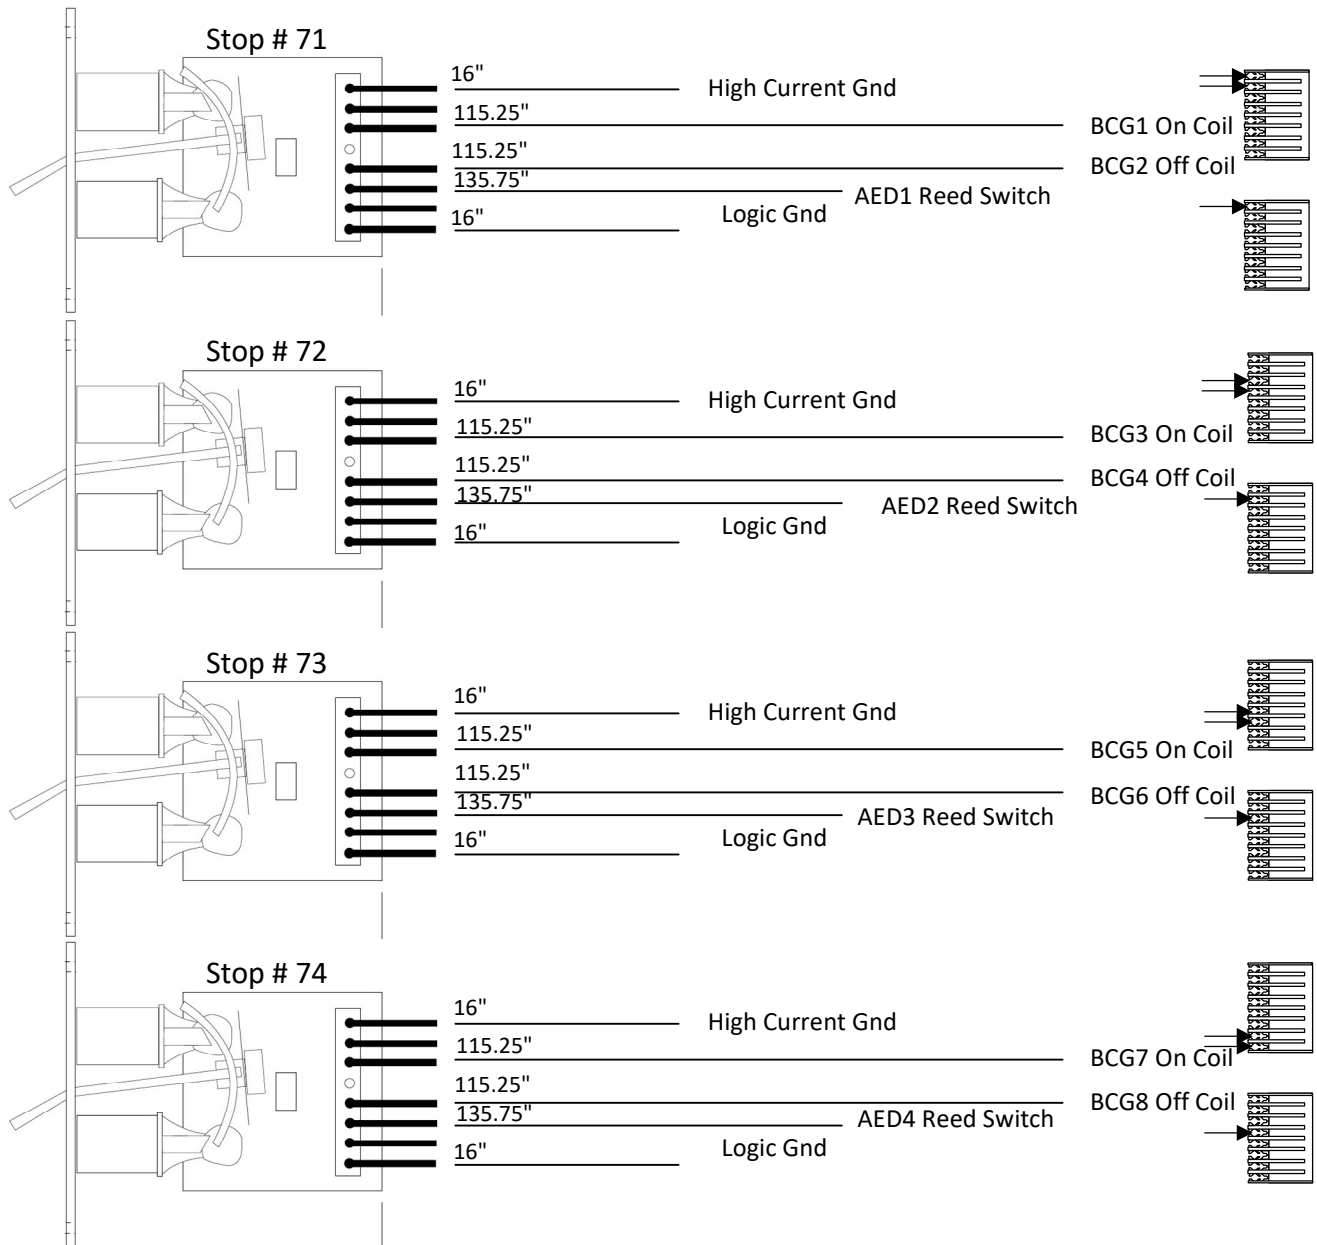 Stop # 71
16"
High Current Gnd
115.25"
BCG1 On Coil
115.25"
BCG2 Off Coil
135.75"
AED1 Reed Switch
Logic Gnd
16"
Stop # 72
16"
High Current Gnd
115.25"
BCG3 On Coil
115.25"
BCG4 Off Coil
135.75"
AED2 Reed Switch
Logic Gnd
16"
Stop # 73
16"
High Current Gnd
115.25"
BCG5 On Coil
115.25"
BCG6 Off Coil
135.75"
AED3 Reed Switch
Logic Gnd
16"
Stop # 74
16"
High Current Gnd
115.25"
BCG7 On Coil
115.25"
BCG8 Off Coil
135.75"
AED4 Reed Switch
Logic Gnd
16"